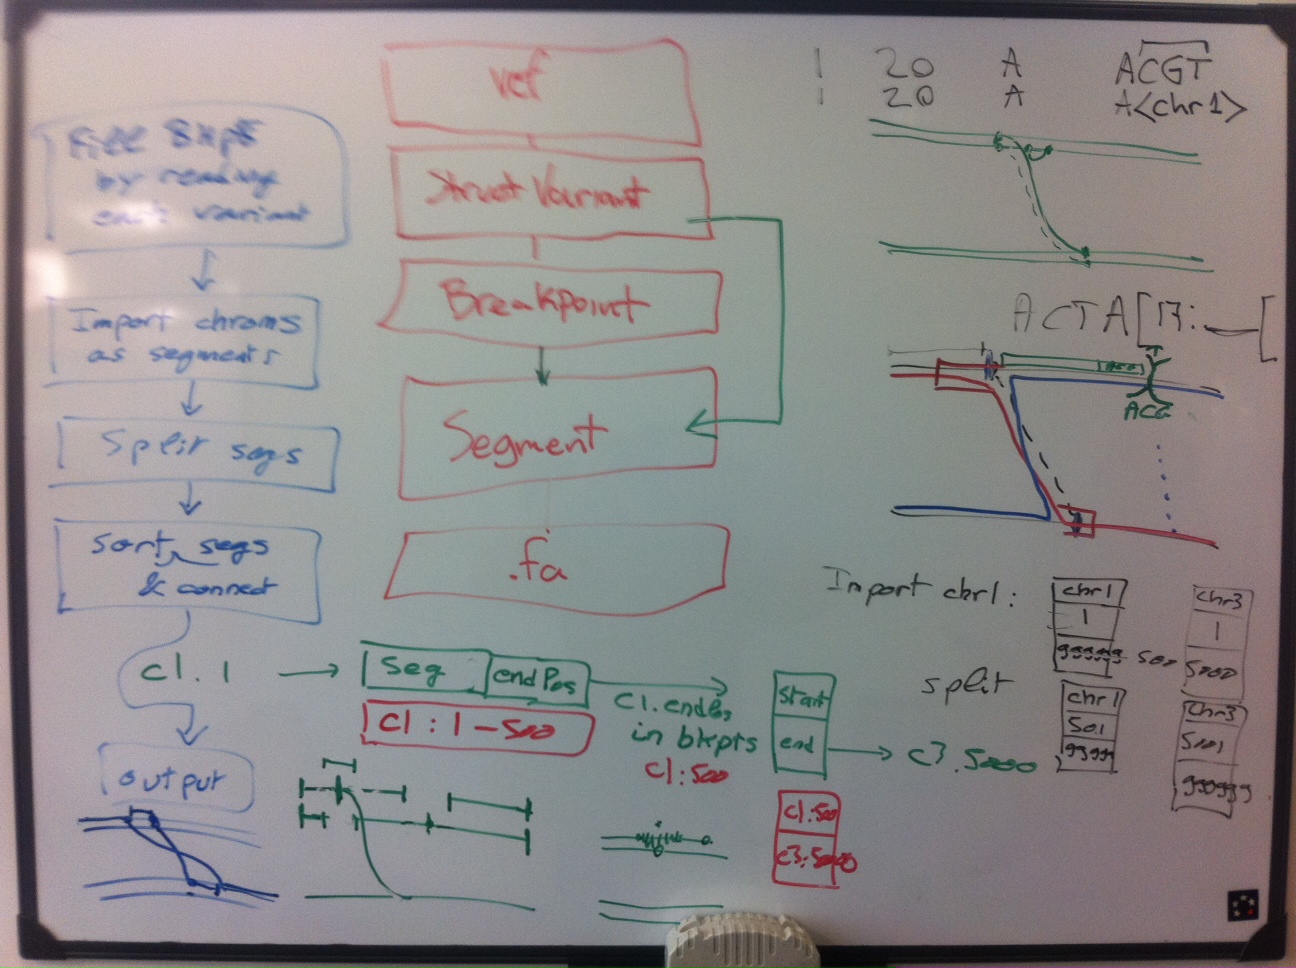 Fill Bkpts
by reading
each variant
Import chroms
as segments
Split segs
Sort segs
& connect
output
vcf
StructVariant
Breakpoint
Segment
.fa
1 20 A ACGT
1 20 A A<chr1>
ACTA[17:__[
T
ACG
c1.1
Seg
endPos
c1:1-500
c1.endPos
in bkpts
c1:500
start
end
c3.5000
c1:500
c3:5000
Import chr1:
chr1
1
99999
500
chr3
1
5000
split
chr1
501
99999
chr3
5001
999999